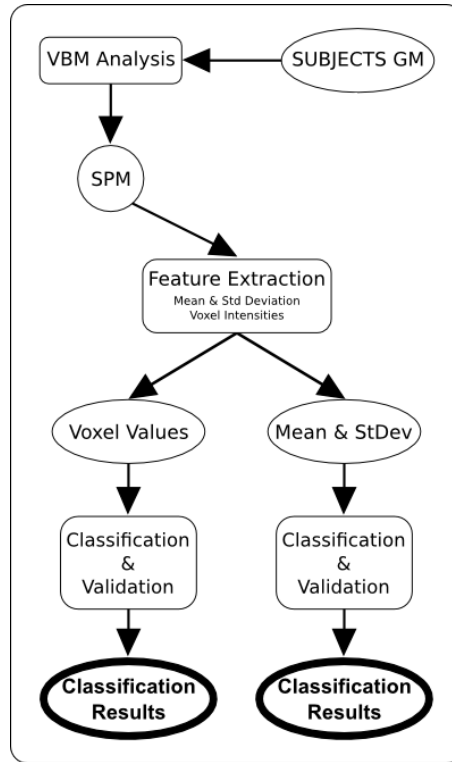 VBM Analysis
SUBJECTS GM
SPM
Feature Extraction
Mean & Std Deviation
Voxel Intensities
Voxel Values
Mean & StDev
Classification
&
Validation
Classification
&
Validation
Classification
Results
Classification
Results